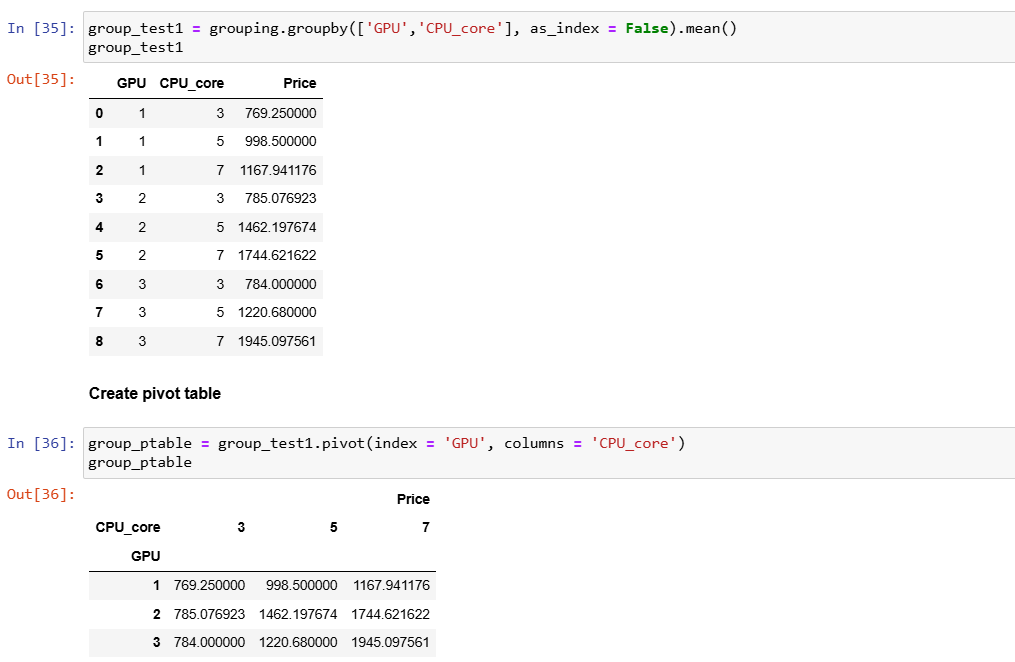 In [35]: group_test1 = grouping.groupby(['GPU','CPU_core'], as_index = False).mean()
group_test1
Out[35]:
GPU CPU_core Price
0 1 3 769.250000
1 1 5 998.500000
2 1 7 1167.941176
3 2 3 785.076923
4 2 5 1462.197674
5 2 7 1744.621622
6 3 3 784.000000
7 3 5 1220.680000
8 3 7 1945.097561
Create pivot table
In [36]: group_ptable = group_test1.pivot(index = 'GPU', columns = 'CPU_core')
group_ptable
Out[36]:
Price
CPU_core 3 5 7
GPU
1 769.250000 998.500000 1167.941176
2 785.076923 1462.197674 1744.621622
3 784.000000 1220.680000 1945.097561